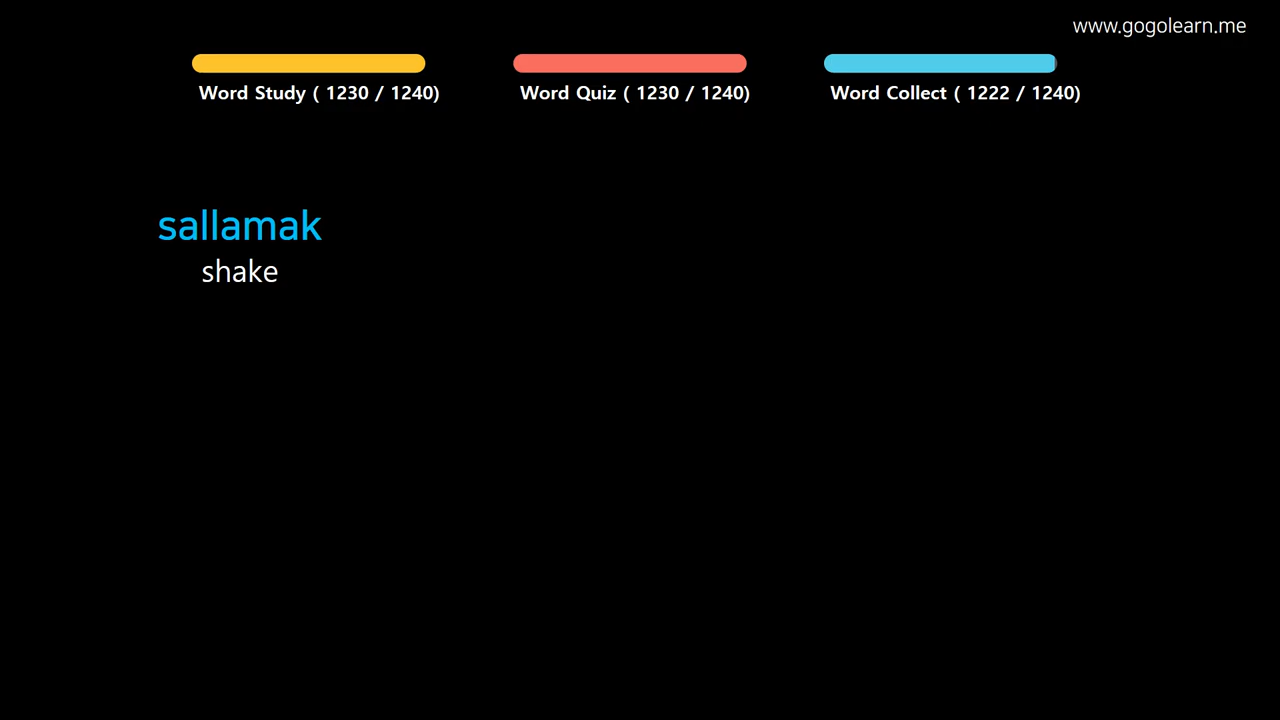 www.gogolearn.me
Word Study ( 1230 / 1240)
Word Quiz ( 1230 / 1240)
Word Collect ( 1222 / 1240)
sallamak
shake